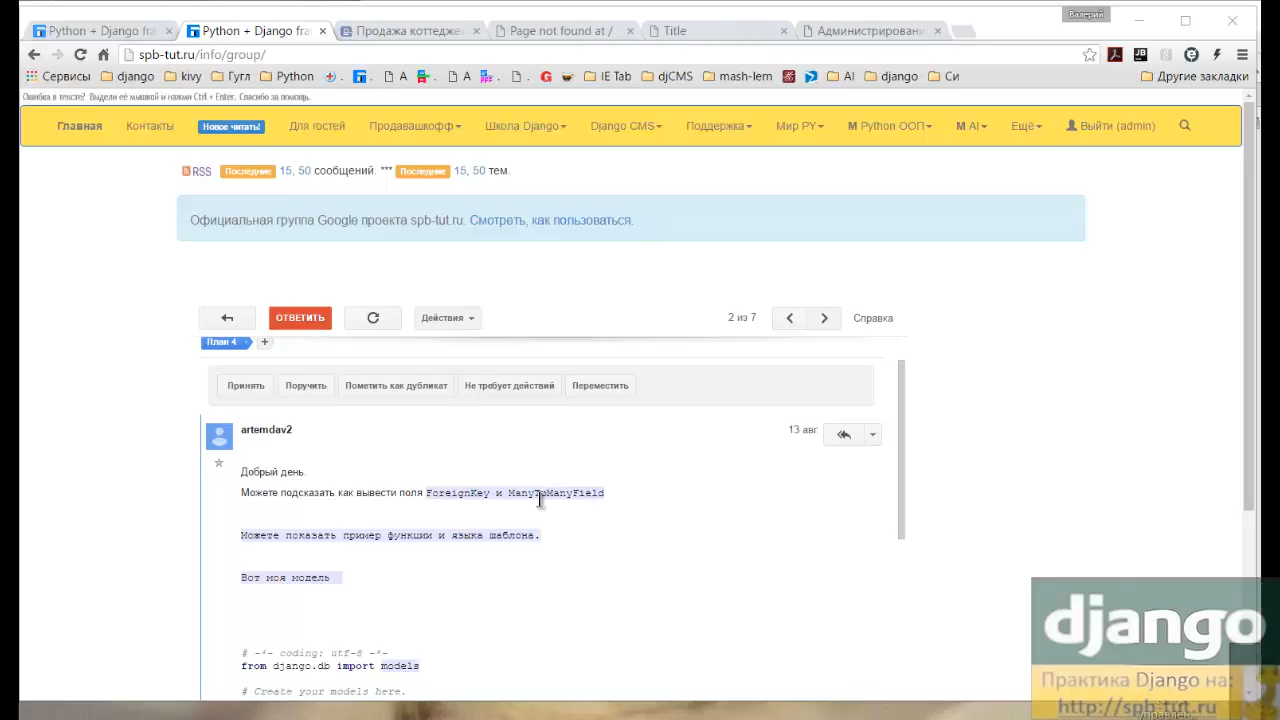 Валерий
Python + Django fra
Python + Django fra
Продажа коттедже
Page not found at /
Title
Администрирован
spb-tut.ru/info/group/
Сервисы
django
kivy
Гугл
Python
A
A
IE Tab
djCMS
mush-lern
AI
django
Си
Другие закладки
Ошибка в тексте? Выдели её мышкой и нажми Ctrl + Enter. Спасибо за помощь.
Главная
Контакты
Новое читать!
Для гостей
Продавашкофф
Школа Django
Django CMS
Поддержка
Мир PY
M Python ООП
M AI
Ещё
Выйти (admin)
RSS Последние 15, 50 сообщений. *** Последние 15, 50 тем.
Официальная группа Google проекта spb-tut.ru. Смотреть, как пользоваться.
ОТВЕТИТЬ
Действия
2 из 7
Справка
План 4
+
Принять
Поручить
Пометить как дубликат
Не требует действий
Переместить
artemdav2
13 авг
Добрый день.
Можете подсказать как вывести поля ForeignKey и ManyToManyField
Можете показать пример функции и языка шаблона.
Вот моя модель
# -*- coding: utf-8 -*-
from django.db import models
# Create your models here.
django
Практика Django на:
http://spb-tut.ru